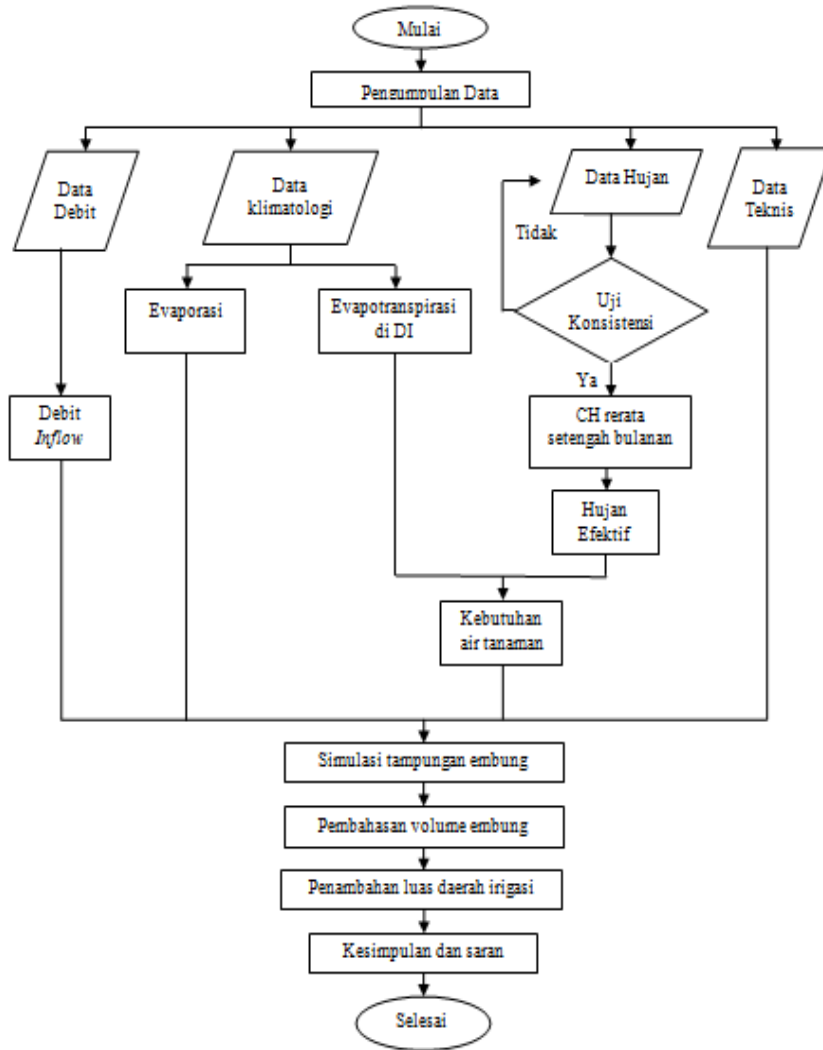 Mulai
Pengumpulan Data
Data
Debit
Data
klimatologi
Data Hujan
Data
Teknis
Tidak
Evaporasi
Evapotranspirasi
di DI
Uji
Konsistensi
Ya
Debit
Inflow
CH rerata
setengah bulanan
Hujan
Efektif
Kebutuhan
air tanaman
Simulasi tampungan embung
Pembahasan volume embung
Penambahan luas daerah irigasi
Kesimpulan dan saran
Selesai